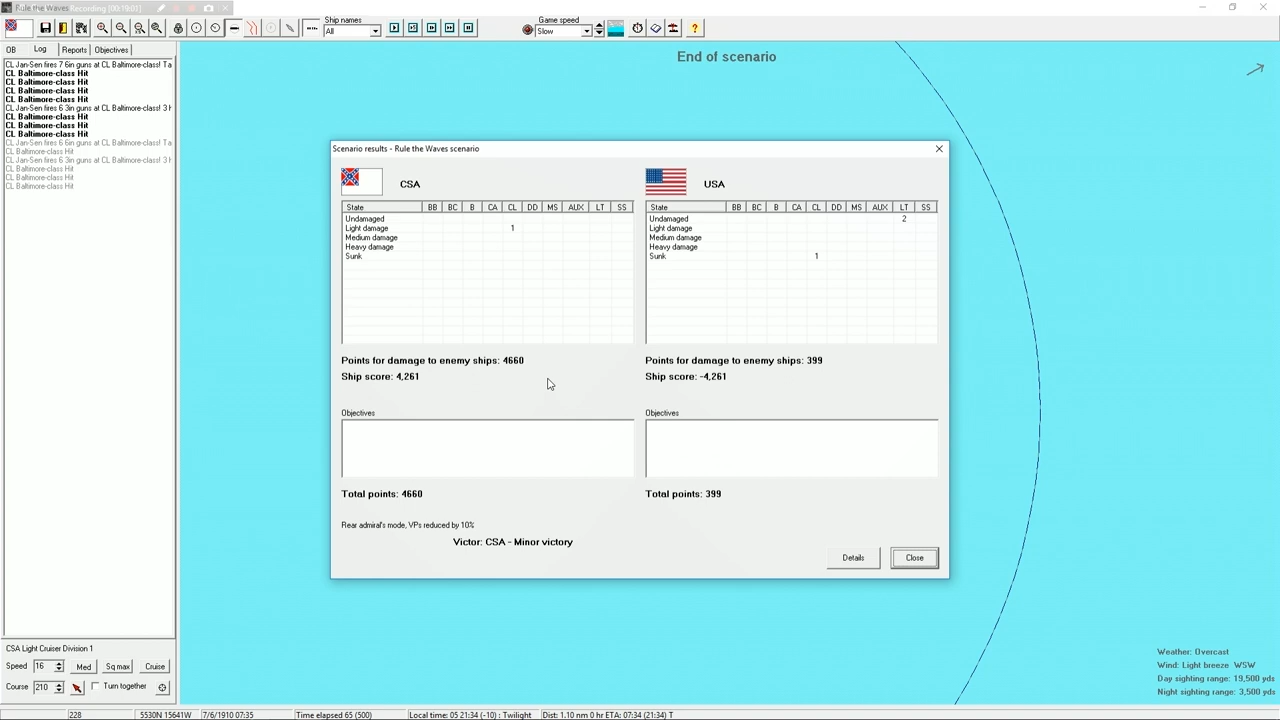 Rule the Waves Recording [00:19:01]
Ship names
All
Game speed
Slow
OB Log Reports Objectives
CL Jan-Sen fires 7 6in guns at CL Baltimore-class! Ta
CL Baltimore-class Hit
CL Baltimore-class Hit
CL Baltimore-class Hit
CL Baltimore-class Hit
CL Jan-Sen fires 6 3in guns at CL Baltimore-class! 3 h
CL Baltimore-class Hit
CL Baltimore-class Hit
CL Baltimore-class Hit
CL Jan-Sen fires 6 6in guns at CL Baltimore-class! Ta
CL Baltimore-class Hit
CL Jan-Sen fires 6 3in guns at CL Baltimore-class! 3 h
CL Baltimore-class Hit
CL Baltimore-class Hit
CL Baltimore-class Hit
End of scenario
Scenario results - Rule the Waves scenario
CSA
State BB BC B CA CL DD MS AUX LT SS
Undamaged
Light damage 1
Medium damage
Heavy damage
Sunk
Points for damage to enemy ships: 4660
Ship score: 4,261
Objectives
Total points: 4660
USA
State BB BC B CA CL DD MS AUX LT SS
Undamaged 2
Light damage
Medium damage
Heavy damage
Sunk 1
Points for damage to enemy ships: 399
Ship score: -4,261
Objectives
Total points: 399
Rear admiral's mode, VPs reduced by 10%
Victor: CSA - Minor victory
Details Close
CSA Light Cruiser Division 1
Speed 16 Med Sq max Cruise
Course 210 Turn together
Weather: Overcast
Wind: Light breeze WSW
Day sighting range: 19,500 yds
Night sighting range: 3,500 yds
228 5530N 15641W 7/6/1910 07:35 Time elapsed 65 (500) Local time: 05 21:34 (-10) : Twilight Dist: 1.10 nm 0 hr ETA: 07:34 (21:34) T